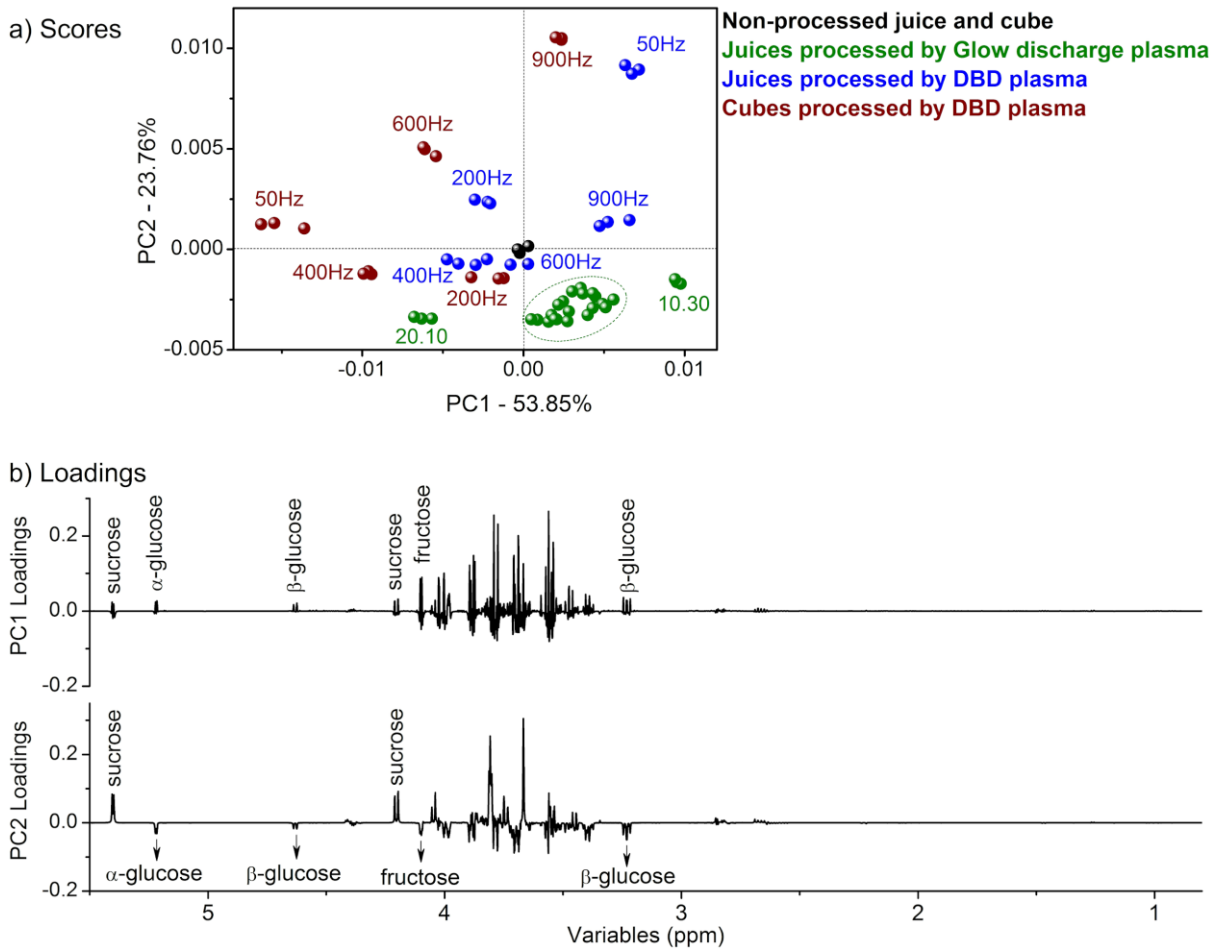 a) Scores
Non-processed juice and cube
Juices processed by Glow discharge plasma
Juices processed by DBD plasma
Cubes processed by DBD plasma
PC2 - 23.76%
0.010
0.005
0.000
-0.005
900Hz
50Hz
600Hz
200Hz
50Hz
900Hz
400Hz
400Hz
200Hz
600Hz
20.10
10.30
-0.01
0.00
0.01
PC1 - 53.85%
b) Loadings
PC1 Loadings
0.2
0.0
-0.2
sucrose
α-glucose
β-glucose
sucrose
fructose
β-glucose
PC2 Loadings
0.2
0.0
-0.2
sucrose
sucrose
α-glucose
β-glucose
fructose
β-glucose
5
4
3
2
1
Variables (ppm)